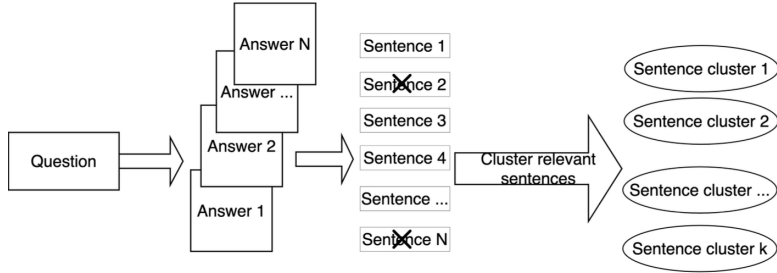 Question
Answer N
Answer ...
Answer 2
Answer 1
Sentence 1
Sentence 2
Sentence 3
Sentence 4
Sentence ...
Sentence N
Cluster relevant
sentences
Sentence cluster 1
Sentence cluster 2
Sentence cluster ...
Sentence cluster k